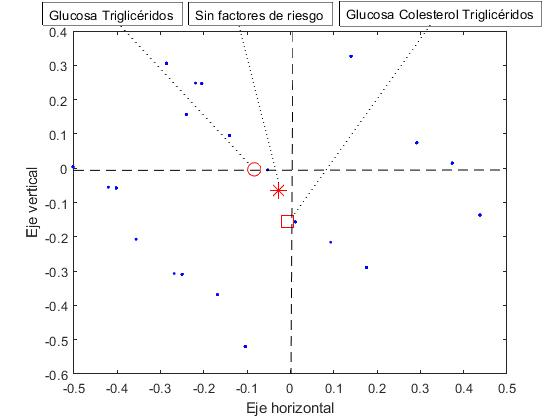 Glucosa Triglicéridos
Sin factores de riesgo
Glucosa Colesterol Triglicéridos
0.4
0.3
0.2
0.1
0
-0.1
-0.2
-0.3
-0.4
-0.5
-0.6
Eje vertical
-0.5 -0.4 -0.3 -0.2 -0.1 0 0.1 0.2 0.3 0.4 0.5
Eje horizontal